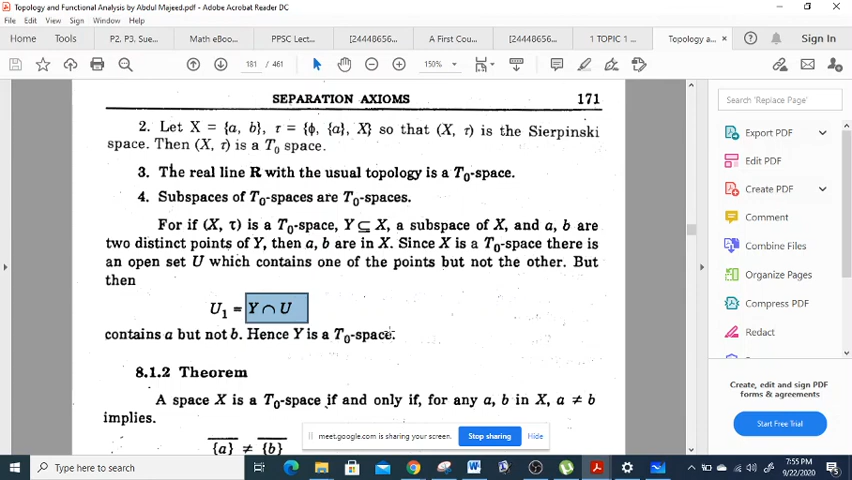 Topology and Functional Analysis by Abdul Majeed.pdf - Adobe Acrobat Reader DC
File Edit View Sign Window Help
Home Tools P2. P3. Sue... Math eBoo... PPSC Lect... [24448656... A First Cou... [24448656... 1 TOPIC 1 ... Topology a... Sign In
181 / 461 150%
SEPARATION AXIOMS 171
2. Let X = {a, b}, τ = {ϕ, {a}, X} so that (X, τ) is the Sierpinski
space. Then (X, τ) is a T₀ space.
3. The real line R with the usual topology is a T₀-space.
4. Subspaces of T₀-spaces are T₀-spaces.
For if (X, τ) is a T₀-space, Y ⊆ X, a subspace of X, and a, b are
two distinct points of Y, then a, b are in X. Since X is a T₀-space there is
an open set U which contains one of the points but not the other. But
then
U₁ = Y ∩ U
contains a but not b. Hence Y is a T₀-space.
8.1.2 Theorem
A space X is a T₀-space if and only if, for any a, b in X, a ≠ b
implies.
{a} ≠ {b}
meet.google.com is sharing your screen. Stop sharing Hide
Search 'Replace Page'
Export PDF
Edit PDF
Create PDF
Comment
Combine Files
Organize Pages
Compress PDF
Redact
Create, edit and sign PDF
forms & agreements
Start Free Trial
Type here to search
7:55 PM
9/22/2020